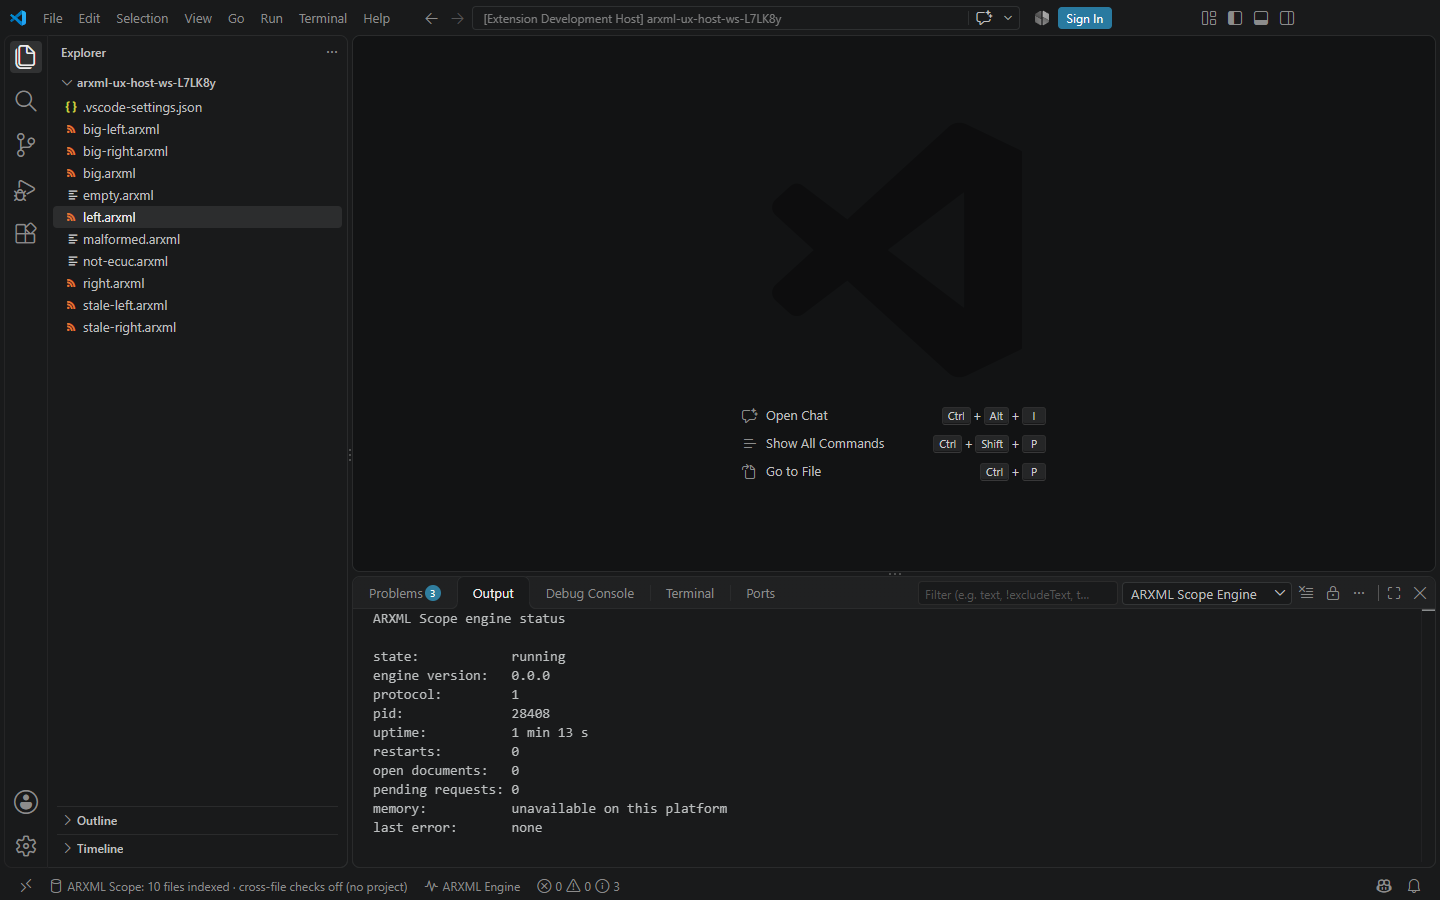 File Edit Selection View Go Run Terminal Help
[Extension Development Host] arxml-ux-host-ws-L7LK8y
Sign In
Explorer
arxml-ux-host-ws-L7LK8y
.vscode-settings.json
big-left.arxml
big-right.arxml
big.arxml
empty.arxml
left.arxml
malformed.arxml
not-ecuc.arxml
right.arxml
stale-left.arxml
stale-right.arxml
Outline
Timeline
Open Chat Ctrl + Alt + I
Show All Commands Ctrl + Shift + P
Go to File Ctrl + P
Problems 3 Output Debug Console Terminal Ports
Filter (e.g. text, !excludeText, t...
ARXML Scope Engine
ARXML Scope engine status
state: running
engine version: 0.0.0
protocol: 1
pid: 28408
uptime: 1 min 13 s
restarts: 0
open documents: 0
pending requests: 0
memory: unavailable on this platform
last error: none
ARXML Scope: 10 files indexed · cross-file checks off (no project) ARXML Engine 0 0 3